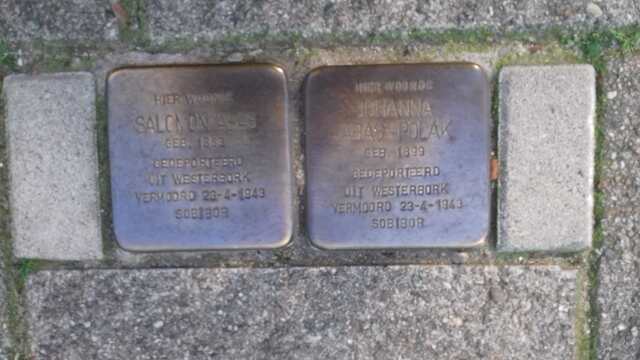 HIER WOONDE
SALOMON
GEB. 
GEDEPORTEERD
UIT WESTERBORK
VERMOORD 23-4-1943
SOBIBOR
HIER WOONDE
JOHANNA
POLAK
GEB. 1899
GEDEPORTEERD
UIT WESTERBORK
VERMOORD 23-4-1943
SOBIBOR